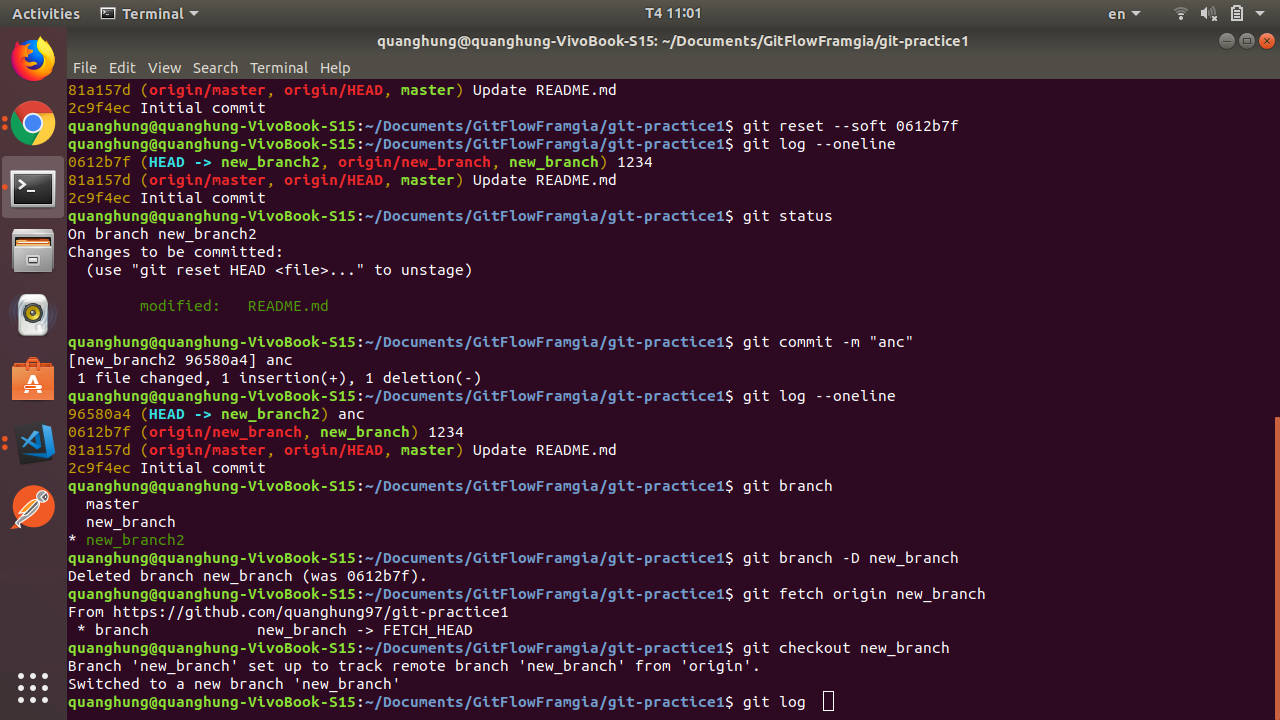 Activities Terminal T4 11:01 en
quanghung@quanghung-VivoBook-S15: ~/Documents/GitFlowFramgia/git-practice1
File Edit View Search Terminal Help
81a157d (origin/master, origin/HEAD, master) Update README.md
2c9f4ec Initial commit
quanghung@quanghung-VivoBook-S15:~/Documents/GitFlowFramgia/git-practice1$ git reset --soft 0612b7f
quanghung@quanghung-VivoBook-S15:~/Documents/GitFlowFramgia/git-practice1$ git log --oneline
0612b7f (HEAD -> new_branch2, origin/new_branch, new_branch) 1234
81a157d (origin/master, origin/HEAD, master) Update README.md
2c9f4ec Initial commit
quanghung@quanghung-VivoBook-S15:~/Documents/GitFlowFramgia/git-practice1$ git status
On branch new_branch2
Changes to be committed:
  (use "git reset HEAD <file>..." to unstage)
        modified:   README.md
quanghung@quanghung-VivoBook-S15:~/Documents/GitFlowFramgia/git-practice1$ git commit -m "anc"
[new_branch2 96580a4] anc
 1 file changed, 1 insertion(+), 1 deletion(-)
quanghung@quanghung-VivoBook-S15:~/Documents/GitFlowFramgia/git-practice1$ git log --oneline
96580a4 (HEAD -> new_branch2) anc
0612b7f (origin/new_branch, new_branch) 1234
81a157d (origin/master, origin/HEAD, master) Update README.md
2c9f4ec Initial commit
quanghung@quanghung-VivoBook-S15:~/Documents/GitFlowFramgia/git-practice1$ git branch
  master
  new_branch
* new_branch2
quanghung@quanghung-VivoBook-S15:~/Documents/GitFlowFramgia/git-practice1$ git branch -D new_branch
Deleted branch new_branch (was 0612b7f).
quanghung@quanghung-VivoBook-S15:~/Documents/GitFlowFramgia/git-practice1$ git fetch origin new_branch
From https://github.com/quanghung97/git-practice1
 * branch            new_branch -> FETCH_HEAD
quanghung@quanghung-VivoBook-S15:~/Documents/GitFlowFramgia/git-practice1$ git checkout new_branch
Branch 'new_branch' set up to track remote branch 'new_branch' from 'origin'.
Switched to a new branch 'new_branch'
quanghung@quanghung-VivoBook-S15:~/Documents/GitFlowFramgia/git-practice1$ git log